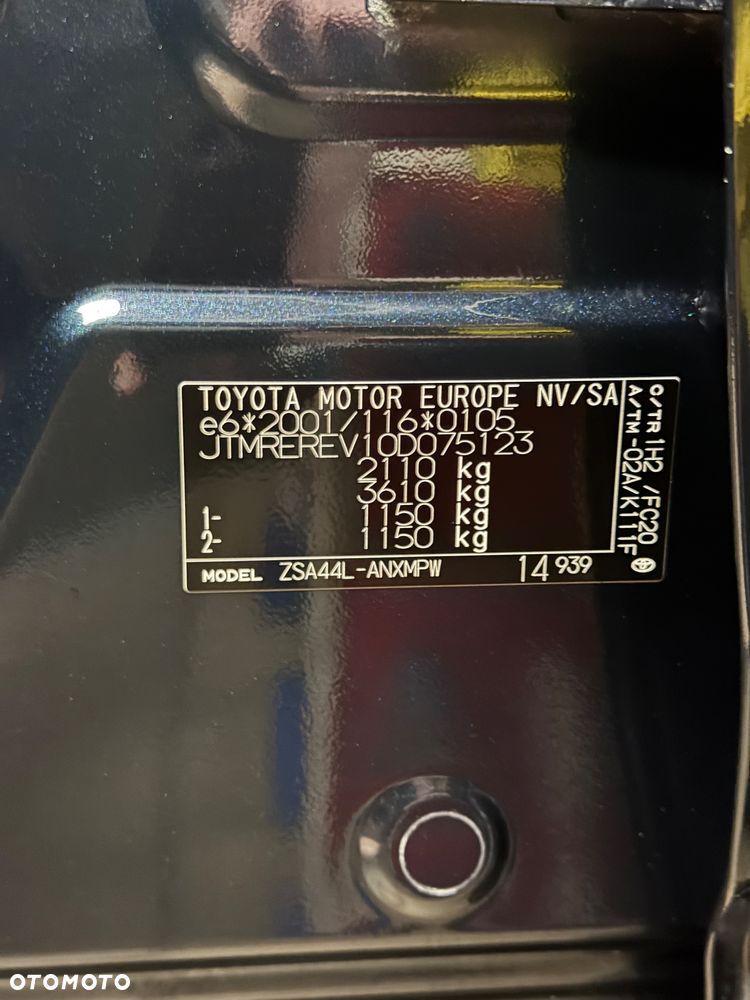 TOYOTA MOTOR EUROPE NV/SA
e6*2001/116*0105
JTMREREV10D075123
2110 kg
3610 kg
1- 1150 kg
2- 1150 kg
MODEL ZSA44L-ANXMPW 14 939
C/TR 1H2 /FC20
A/TM -02A/K111F
OTOMOTO